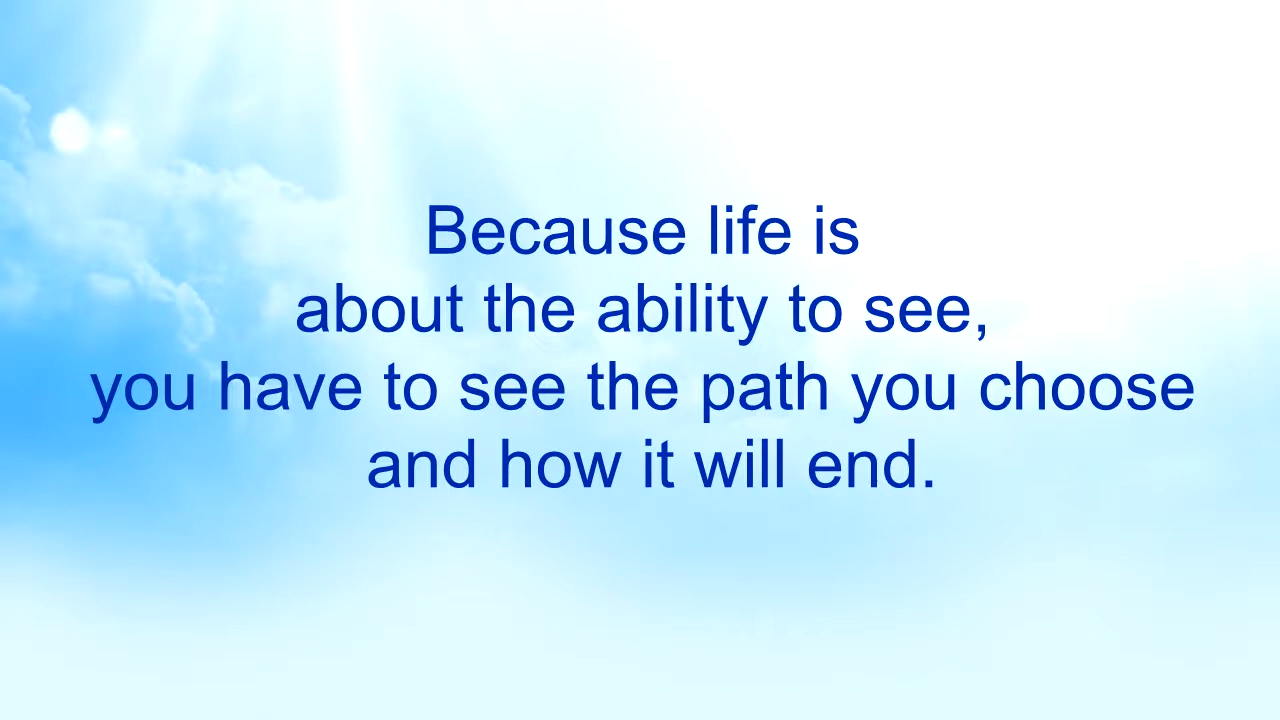 Because life is
about the ability to see,
you have to see the path you choose
and how it will end.